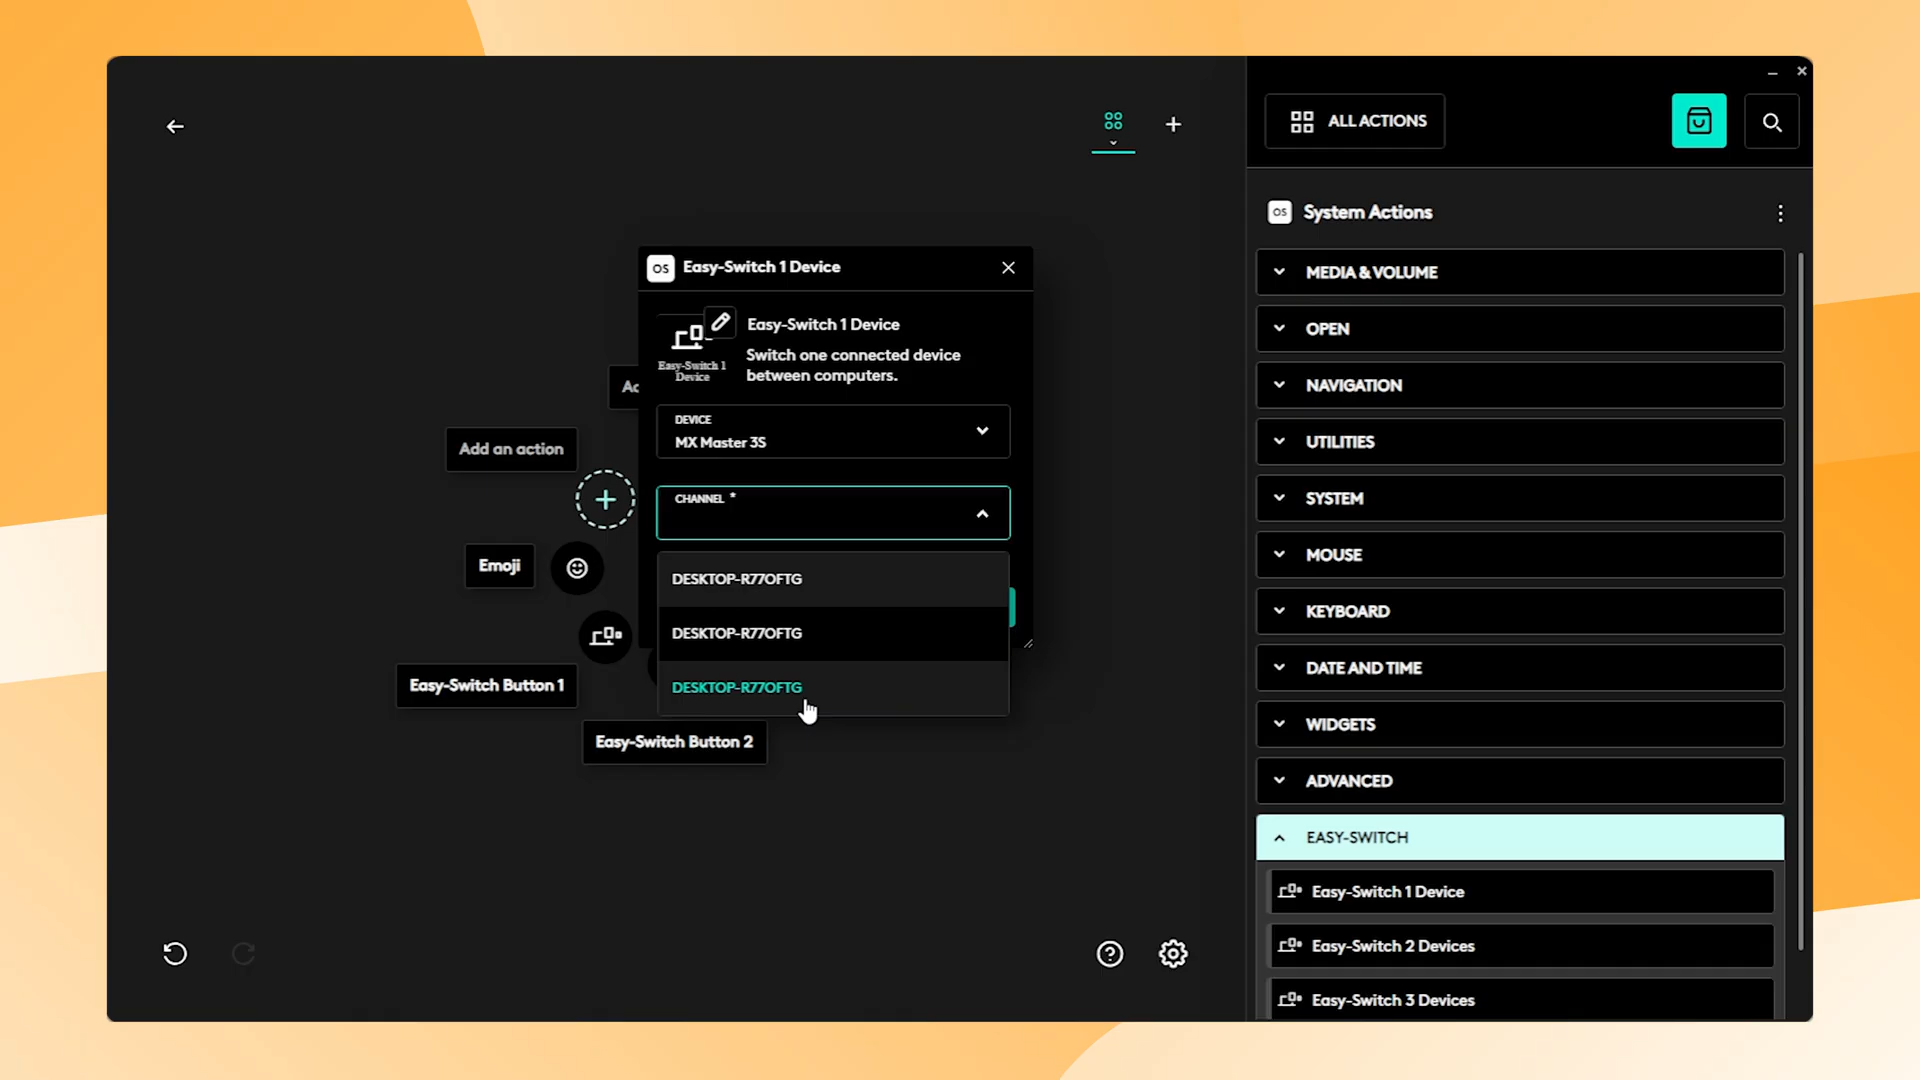 ALL ACTIONS
OS System Actions
MEDIA & VOLUME
OPEN
NAVIGATION
UTILITIES
SYSTEM
MOUSE
KEYBOARD
DATE AND TIME
WIDGETS
ADVANCED
EASY-SWITCH
Easy-Switch 1 Device
Easy-Switch 2 Devices
Easy-Switch 3 Devices
OS Easy-Switch 1 Device
Easy-Switch 1 Device
Switch one connected device
between computers.
Easy-Switch 1
Device
DEVICE
MX Master 3S
CHANNEL *
DESKTOP-R77OFTG
DESKTOP-R77OFTG
DESKTOP-R77OFTG
Ac
Add an action
Emoji
Easy-Switch Button 1
Easy-Switch Button 2